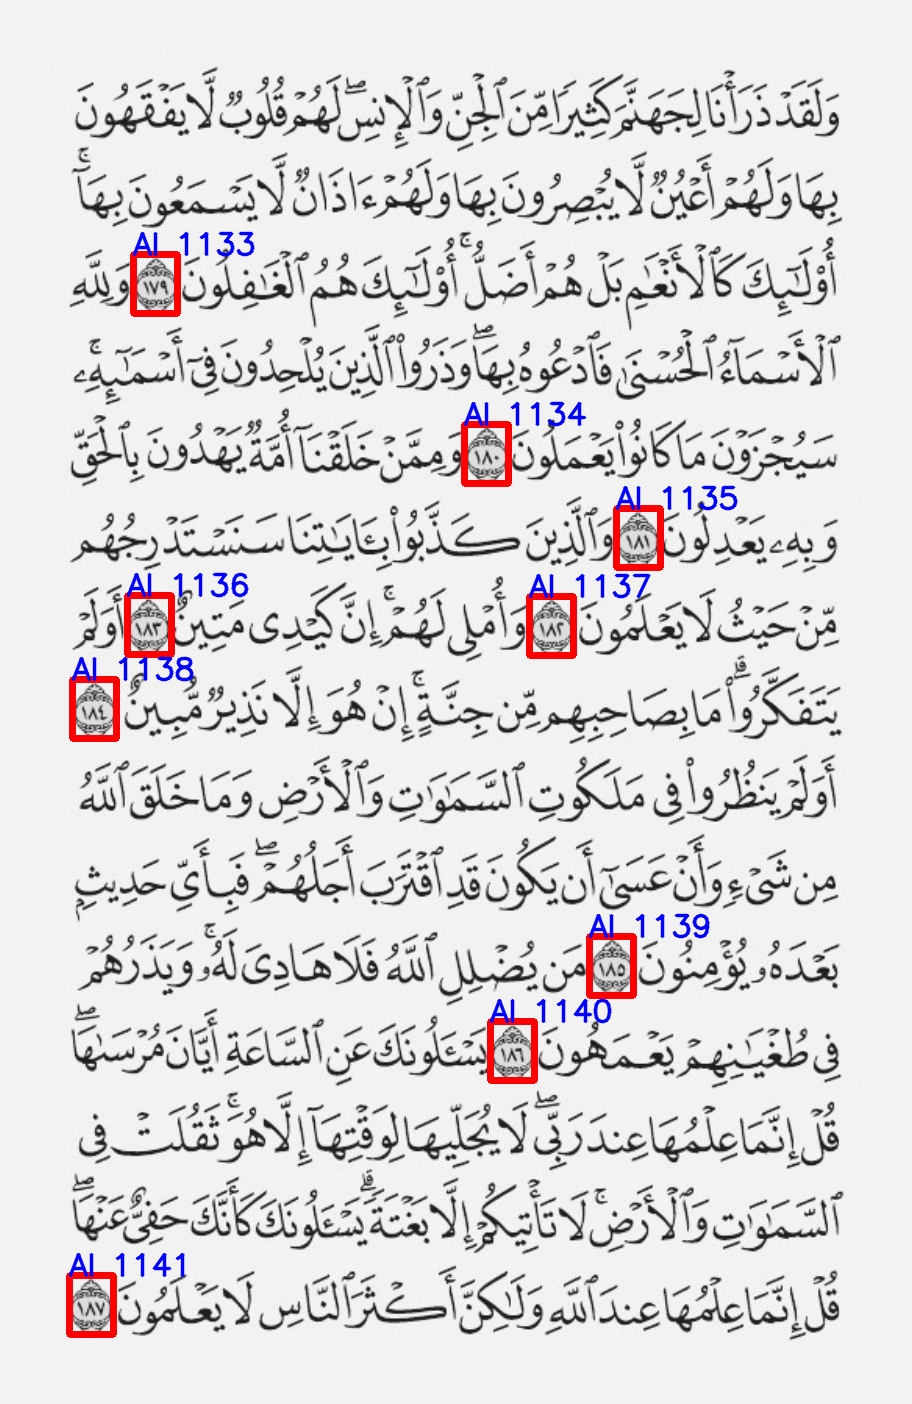 وَلَقَدْ ذَرَأْنَا لِجَهَنَّمَ كَثِيرًا مِّنَ ٱلْجِنِّ وَٱلْإِنسِ ۖ لَهُمْ قُلُوبٌ لَّا يَفْقَهُونَ
بِهَا وَلَهُمْ أَعْيُنٌ لَّا يُبْصِرُونَ بِهَا وَلَهُمْ ءَاذَانٌ لَّا يَسْمَعُونَ بِهَآ ۚ
AI 1133
أُو۟لَـٰٓئِكَ كَٱلْأَنْعَـٰمِ بَلْ هُمْ أَضَلُّ ۚ أُو۟لَـٰٓئِكَ هُمُ ٱلْغَـٰفِلُونَ ١٧٩ وَلِلَّهِ
ٱلْأَسْمَآءُ ٱلْحُسْنَىٰ فَٱدْعُوهُ بِهَا ۖ وَذَرُوا۟ ٱلَّذِينَ يُلْحِدُونَ فِىٓ أَسْمَـٰٓئِهِۦ ۚ
AI 1134
سَيُجْزَوْنَ مَا كَانُوا۟ يَعْمَلُونَ ١٨٠ وَمِمَّنْ خَلَقْنَآ أُمَّةٌ يَهْدُونَ بِٱلْحَقِّ
AI 1135
وَبِهِۦ يَعْدِلُونَ ١٨١ وَٱلَّذِينَ كَذَّبُوا۟ بِـَٔايَـٰتِنَا سَنَسْتَدْرِجُهُم
AI 1137 AI 1136
مِّنْ حَيْثُ لَا يَعْلَمُونَ ١٨٢ وَأُمْلِى لَهُمْ ۚ إِنَّ كَيْدِى مَتِينٌ ١٨٣ أَوَلَمْ
AI 1138
يَتَفَكَّرُوا۟ ۗ مَا بِصَاحِبِهِم مِّن جِنَّةٍ ۚ إِنْ هُوَ إِلَّا نَذِيرٌ مُّبِينٌ ١٨٤
أَوَلَمْ يَنظُرُوا۟ فِى مَلَكُوتِ ٱلسَّمَـٰوَٰتِ وَٱلْأَرْضِ وَمَا خَلَقَ ٱللَّهُ
مِن شَىْءٍ وَأَنْ عَسَىٰٓ أَن يَكُونَ قَدِ ٱقْتَرَبَ أَجَلُهُمْ ۖ فَبِأَىِّ حَدِيثٍۭ
AI 1139
بَعْدَهُۥ يُؤْمِنُونَ ١٨٥ مَن يُضْلِلِ ٱللَّهُ فَلَا هَادِىَ لَهُۥ ۚ وَيَذَرُهُمْ
AI 1140
فِى طُغْيَـٰنِهِمْ يَعْمَهُونَ ١٨٦ يَسْـَٔلُونَكَ عَنِ ٱلسَّاعَةِ أَيَّانَ مُرْسَىٰهَا ۖ
قُلْ إِنَّمَا عِلْمُهَا عِندَ رَبِّى ۖ لَا يُجَلِّيهَا لِوَقْتِهَآ إِلَّا هُوَ ۚ ثَقُلَتْ فِى
ٱلسَّمَـٰوَٰتِ وَٱلْأَرْضِ ۚ لَا تَأْتِيكُمْ إِلَّا بَغْتَةً ۗ يَسْـَٔلُونَكَ كَأَنَّكَ حَفِىٌّ عَنْهَا ۖ
AI 1141
قُلْ إِنَّمَا عِلْمُهَا عِندَ ٱللَّهِ وَلَـٰكِنَّ أَكْثَرَ ٱلنَّاسِ لَا يَعْلَمُونَ ١٨٧